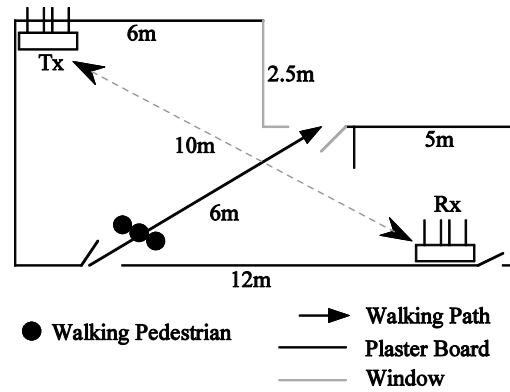 6m
Tx
2.5m
10m
5m
6m
Rx
12m
Walking Pedestrian
Walking Path
Plaster Board
Window